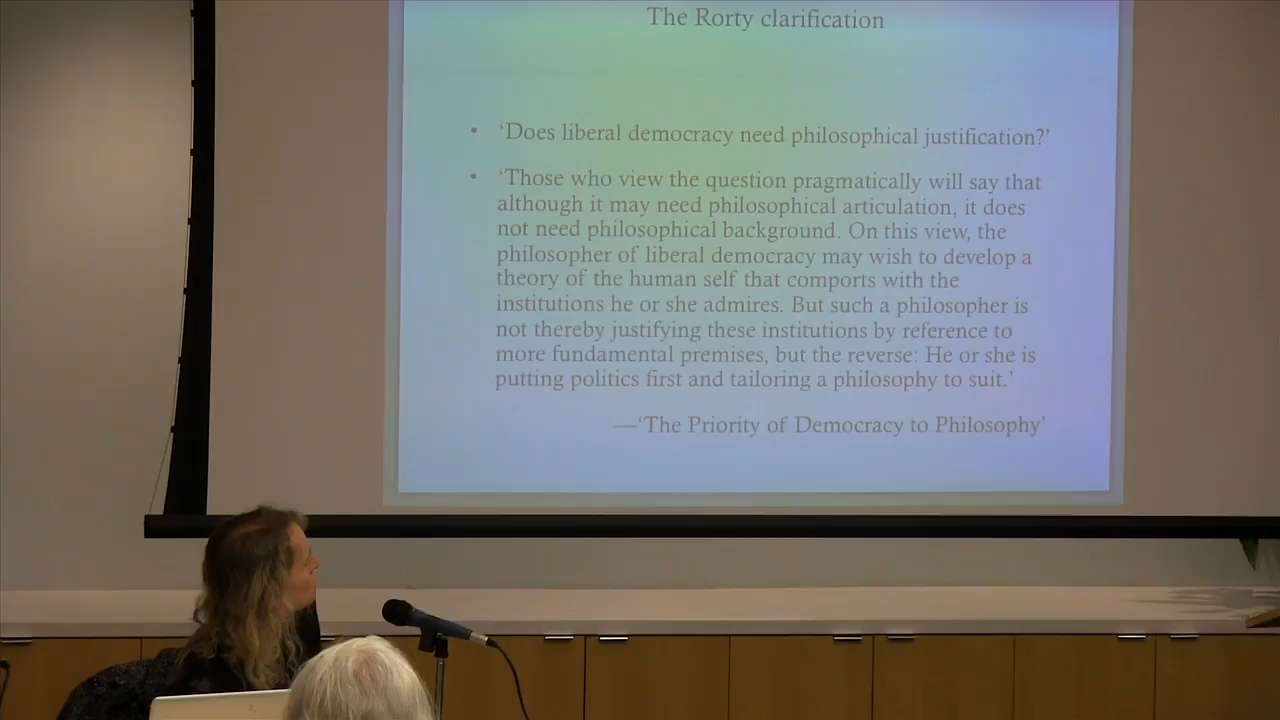 The Rorty clarification
• ‘Does liberal democracy need philosophical justification?’
• ‘Those who view the question pragmatically will say that
although it may need philosophical articulation, it does
not need philosophical background. On this view, the
philosopher of liberal democracy may wish to develop a
theory of the human self that comports with the
institutions he or she admires. But such a philosopher is
not thereby justifying these institutions by reference to
more fundamental premises, but the reverse: He or she is
putting politics first and tailoring a philosophy to suit.’
—‘The Priority of Democracy to Philosophy’